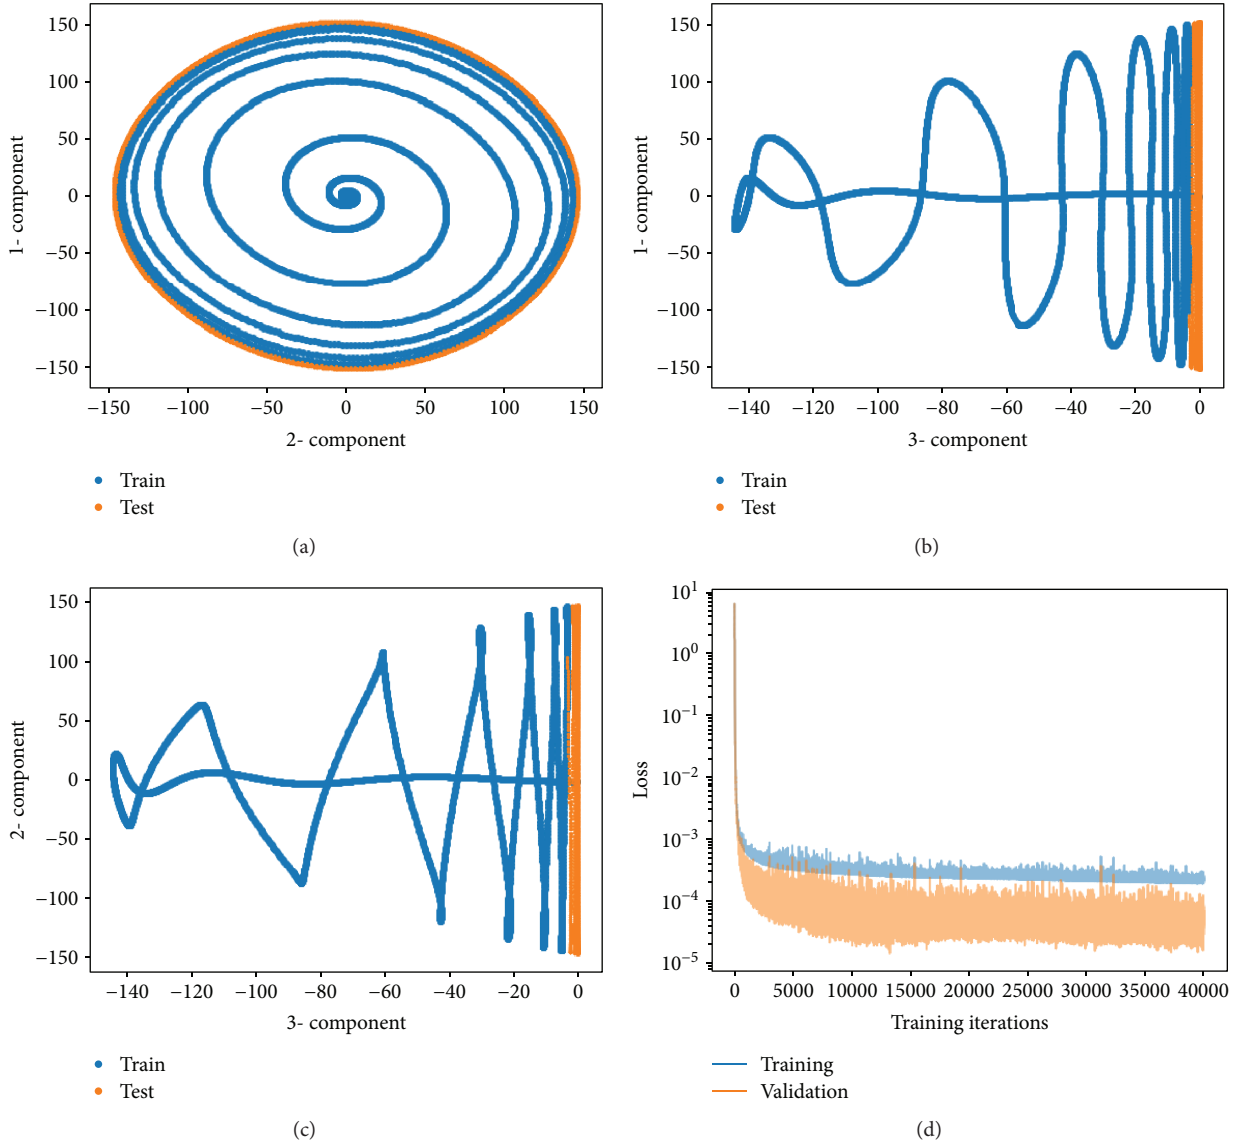 150
100
50
0
−50
−100
−150
1- component
−150 −100 −50 0 50 100 150
2- component
Train
Test
(a)
150
100
50
0
−50
−100
−150
1- component
−140 −120 −100 −80 −60 −40 −20 0
3- component
Train
Test
(b)
150
100
50
0
−50
−100
−150
2- component
−140 −120 −100 −80 −60 −40 −20 0
3- component
Train
Test
(c)
10¹
10⁰
10⁻¹
10⁻²
10⁻³
10⁻⁴
10⁻⁵
Loss
0 5000 10000 15000 20000 25000 30000 35000 40000
Training iterations
Training
Validation
(d)